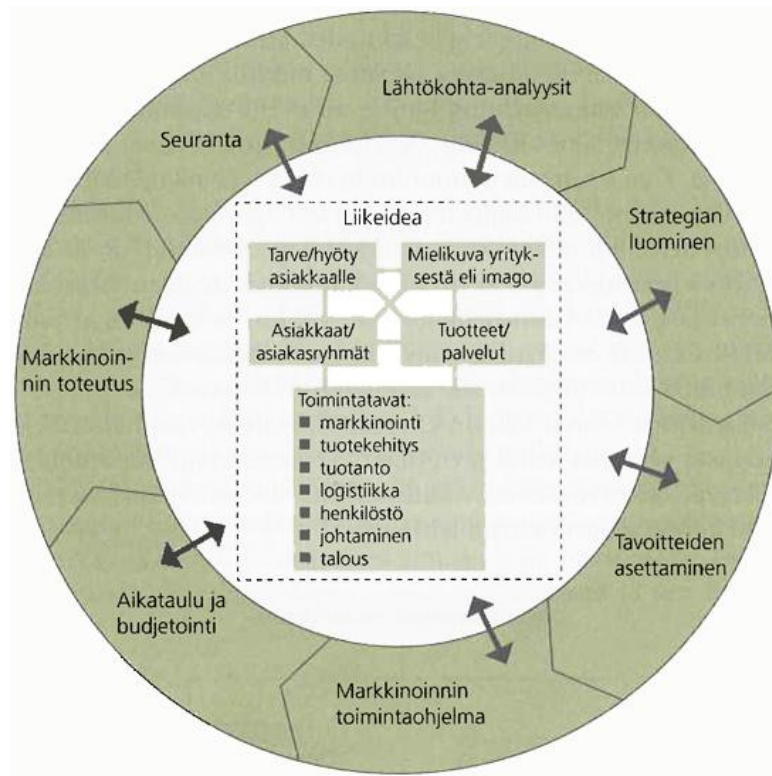 Lähtökohta-analyysit
Seuranta
Strategian
luominen
Liikeidea
Tarve/hyöty
asiakkaalle
Mielikuva yrityk-
sestä eli imago
Asiakkaat/
asiakasryhmät
Tuotteet/
palvelut
Markkinoin-
nin toteutus
Toimintatavat:
markkinointi
tuotekehitys
tuotanto
logistiikka
henkilöstö
johtaminen
talous
Tavoitteiden
asettaminen
Aikataulu ja
budjetointi
Markkinoinnin
toimintaohjelma